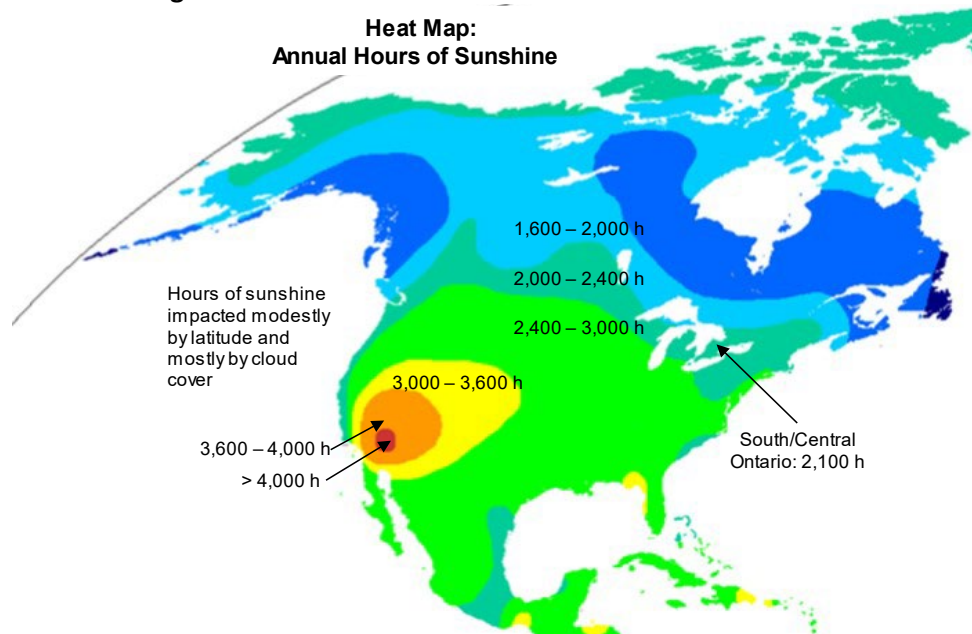 Heat Map:
Annual Hours of Sunshine
1,600 – 2,000 h
2,000 – 2,400 h
2,400 – 3,000 h
Hours of sunshine
impacted modestly
by latitude and
mostly by cloud
cover
3,000 – 3,600 h
3,600 – 4,000 h
> 4,000 h
South/Central
Ontario: 2,100 h